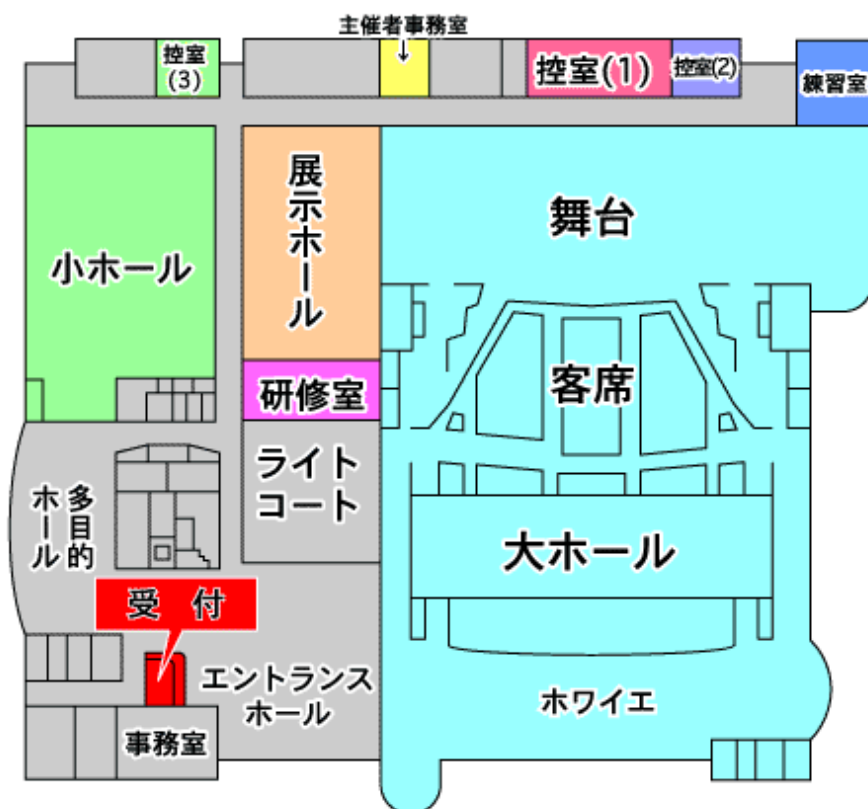 主催者事務室
↓
控室
(3)
控室(1)
控室(2)
練習室
展示ホール
舞台
小ホール
客席
研修室
ライト
コート
多目的
ホール
大ホール
受 付
エントランス
ホール
ホワイエ
事務室